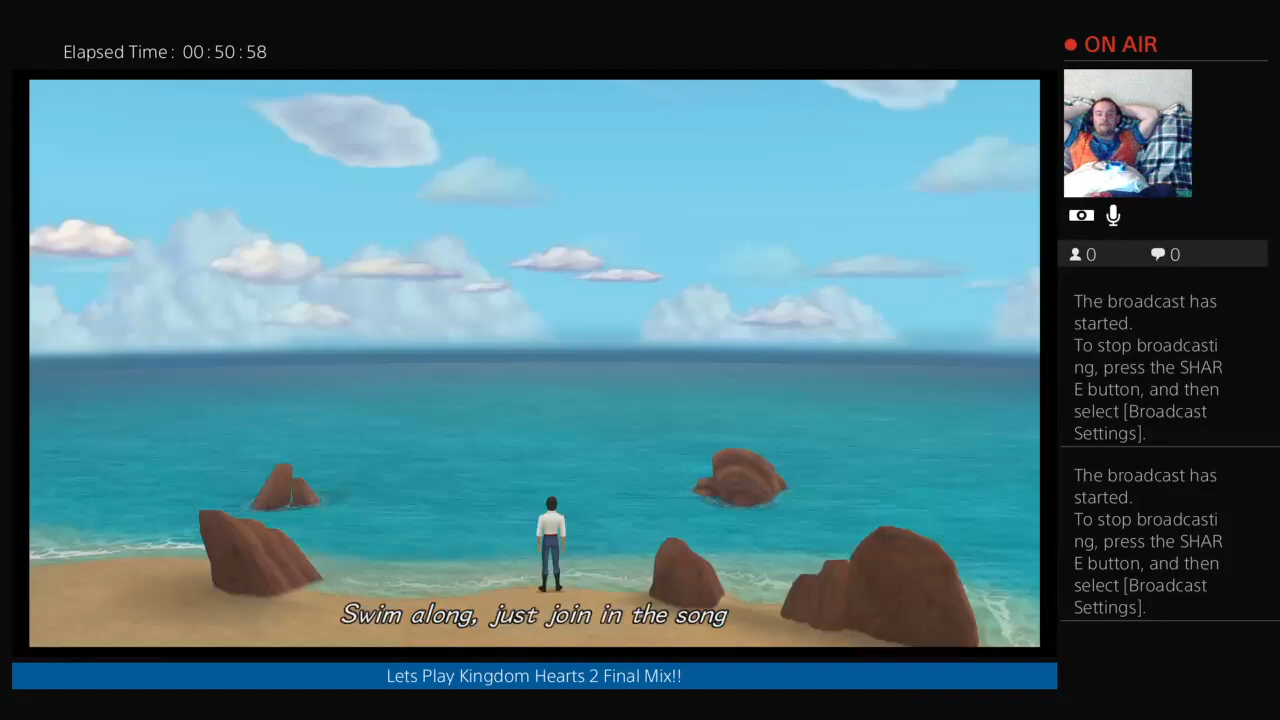 Elapsed Time: 00:50:58
ON AIR
0
0
The broadcast has
started.
To stop broadcasti
ng, press the SHAR
E button, and then
select [Broadcast
Settings].
The broadcast has
started.
To stop broadcasti
ng, press the SHAR
E button, and then
select [Broadcast
Settings].
Swim along, just join in the song
Lets Play Kingdom Hearts 2 Final Mix!!